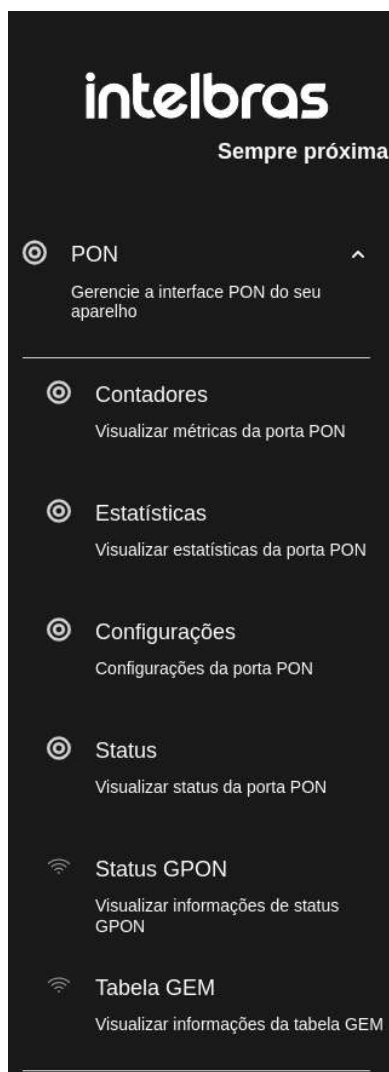 intelbras
Sempre próxima
PON
Gerencie a interface PON do seu
aparelho
Contadores
Visualizar métricas da porta PON
Estatísticas
Visualizar estatísticas da porta PON
Configurações
Configurações da porta PON
Status
Visualizar status da porta PON
Status GPON
Visualizar informações de status
GPON
Tabela GEM
Visualizar informações da tabela GEM